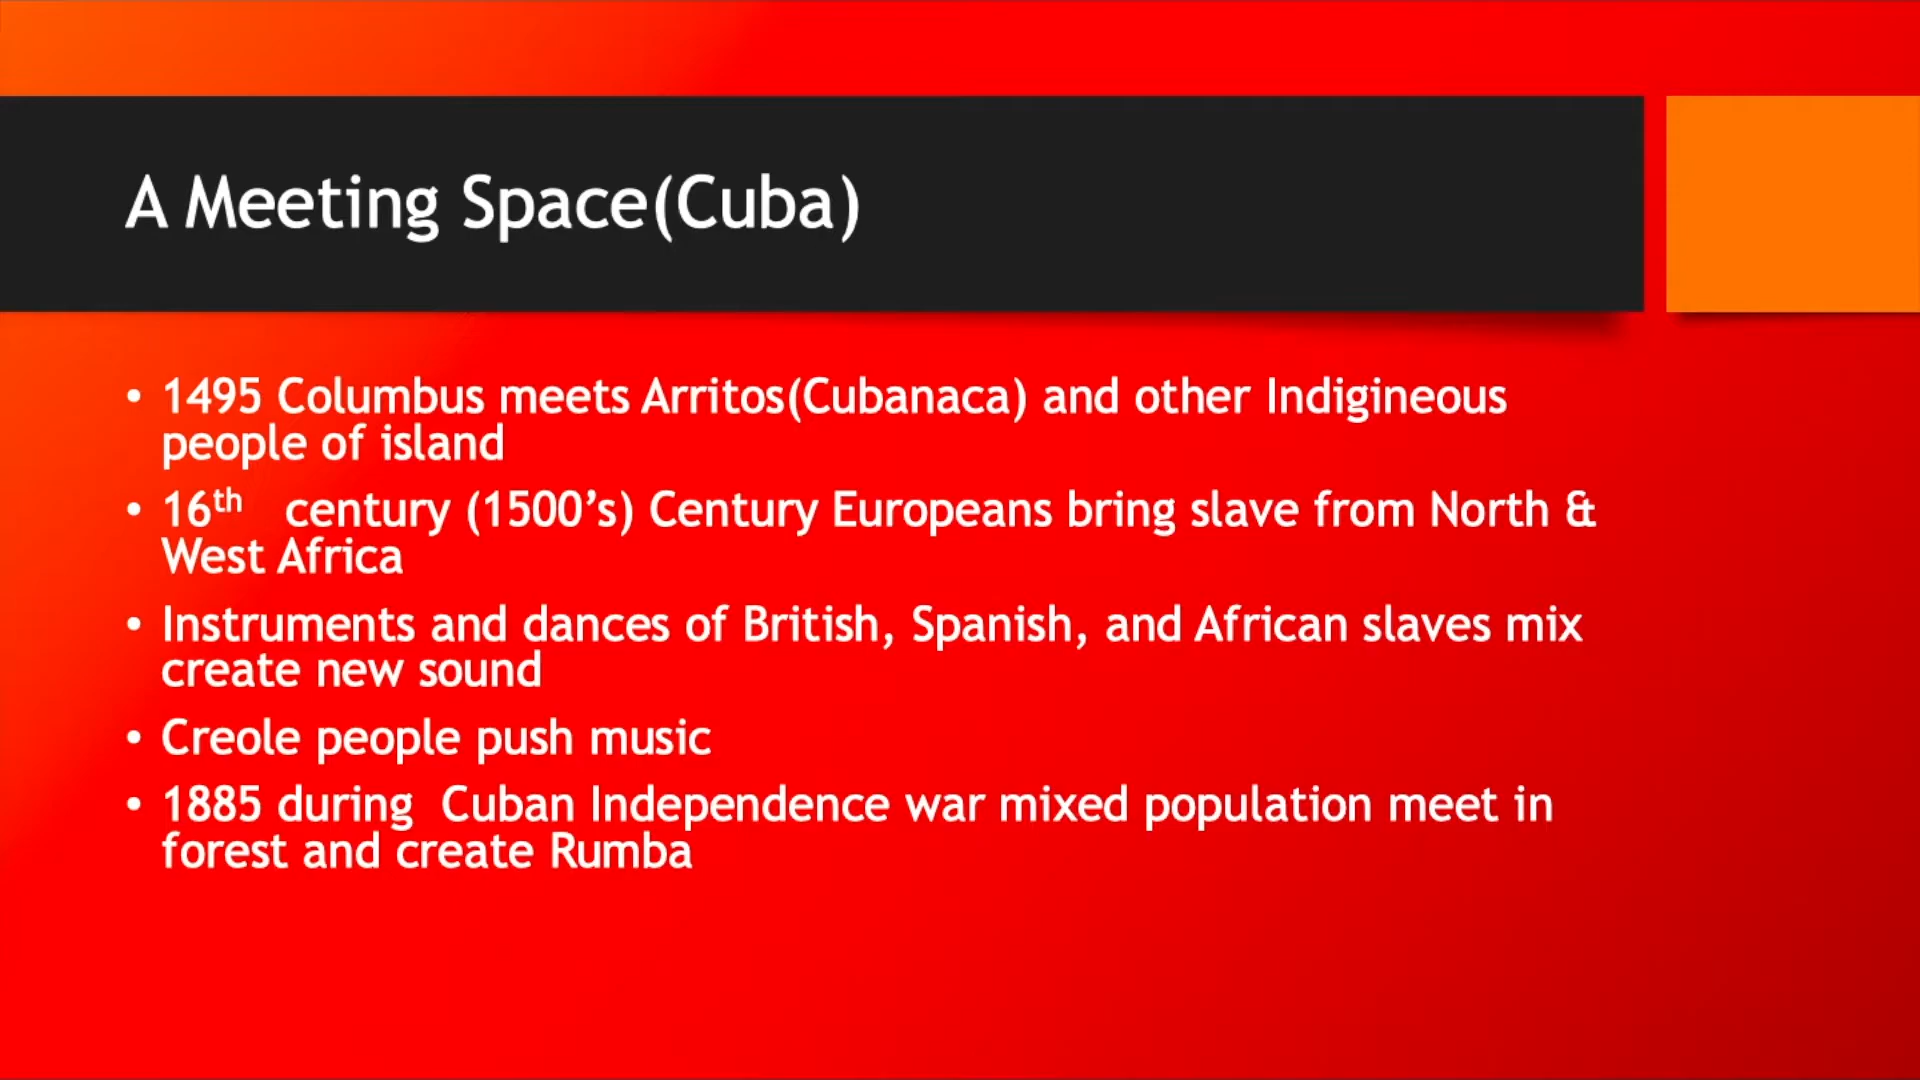 A Meeting Space(Cuba)
• 1495 Columbus meets Arritos(Cubanaca) and other Indigineous
people of island
• 16th century (1500’s) Century Europeans bring slave from North &
West Africa
• Instruments and dances of British, Spanish, and African slaves mix
create new sound
• Creole people push music
• 1885 during Cuban Independence war mixed population meet in
forest and create Rumba